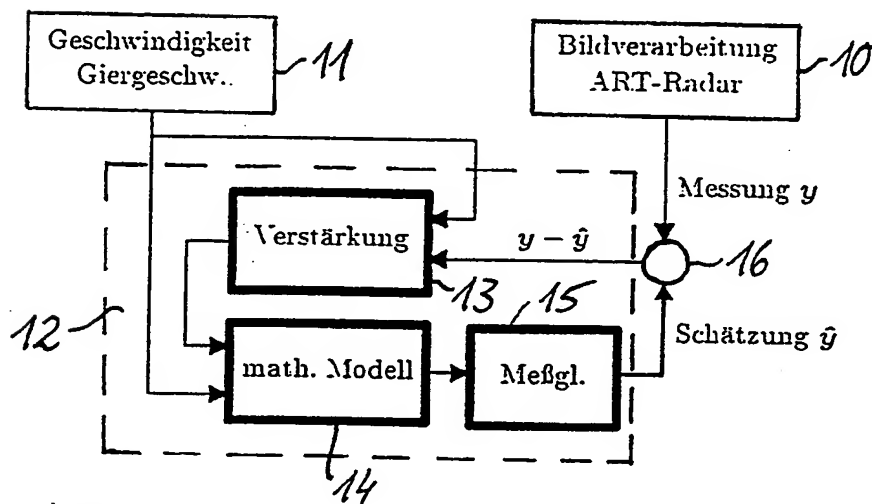 Geschwindigkeit
Giergeschw..
11
Bildverarbeitung
ART-Radar
10
Messung y
Verstärkung
y − ŷ
16
13
15
12
Schätzung ŷ
math. Modell
Meßgl.
14